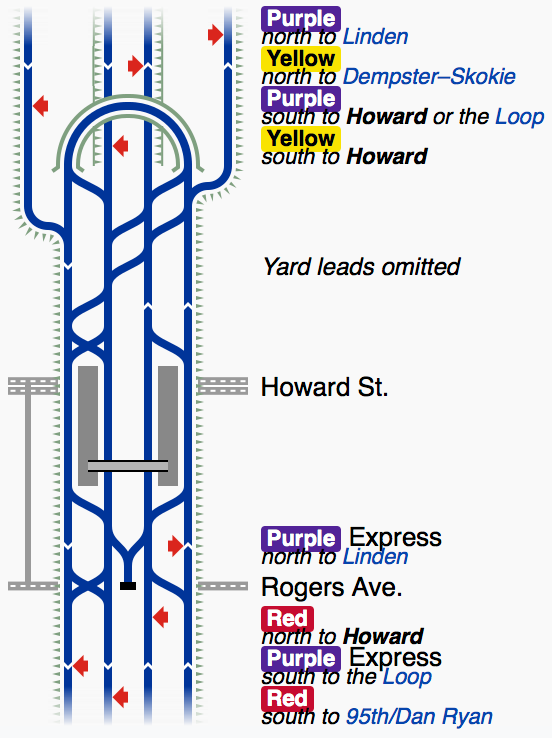 Purple
north to Linden
Yellow
north to Dempster–Skokie
Purple
south to Howard or the Loop
Yellow
south to Howard
Yard leads omitted
Howard St.
Purple Express
north to Linden
Rogers Ave.
Red
north to Howard
Purple Express
south to the Loop
Red
south to 95th/Dan Ryan